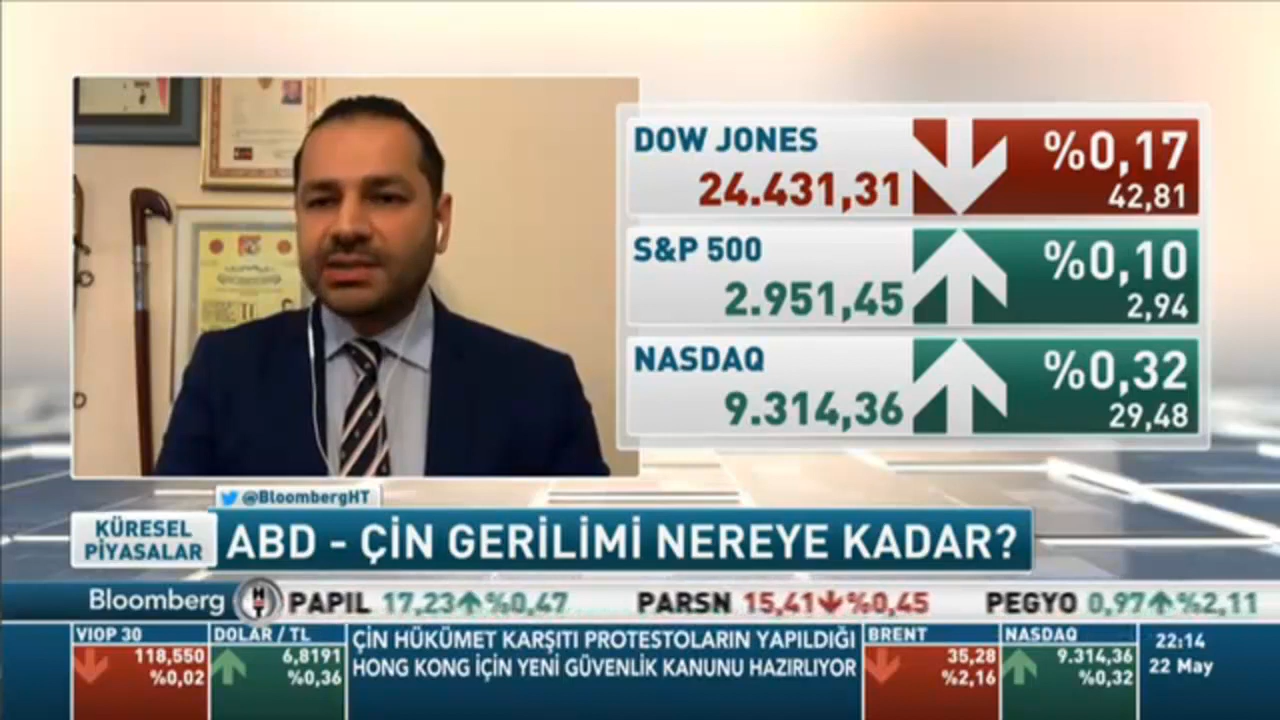 DOW JONES
24.431,31
%0,17
42,81
S&P 500
2.951,45
%0,10
2,94
NASDAQ
9.314,36
%0,32
29,48
@BloombergHT
KÜRESEL
PİYASALAR
ABD - ÇİN GERİLİMİ NEREYE KADAR?
Bloomberg HT PAPIL 17,23 %0,47 PARSN 15,41 %0,45 PEGYO 0,97 %2,11
VIOP 30
118,550
%0,02
DOLAR / TL
6,8191
%0,36
ÇİN HÜKÜMET KARŞITI PROTESTOLARIN YAPILDIĞI
HONG KONG İÇİN YENİ GÜVENLİK KANUNU HAZIRLIYOR
BRENT
35,28
%2,16
NASDAQ
9.314,36
%0,32
22:14
22 May